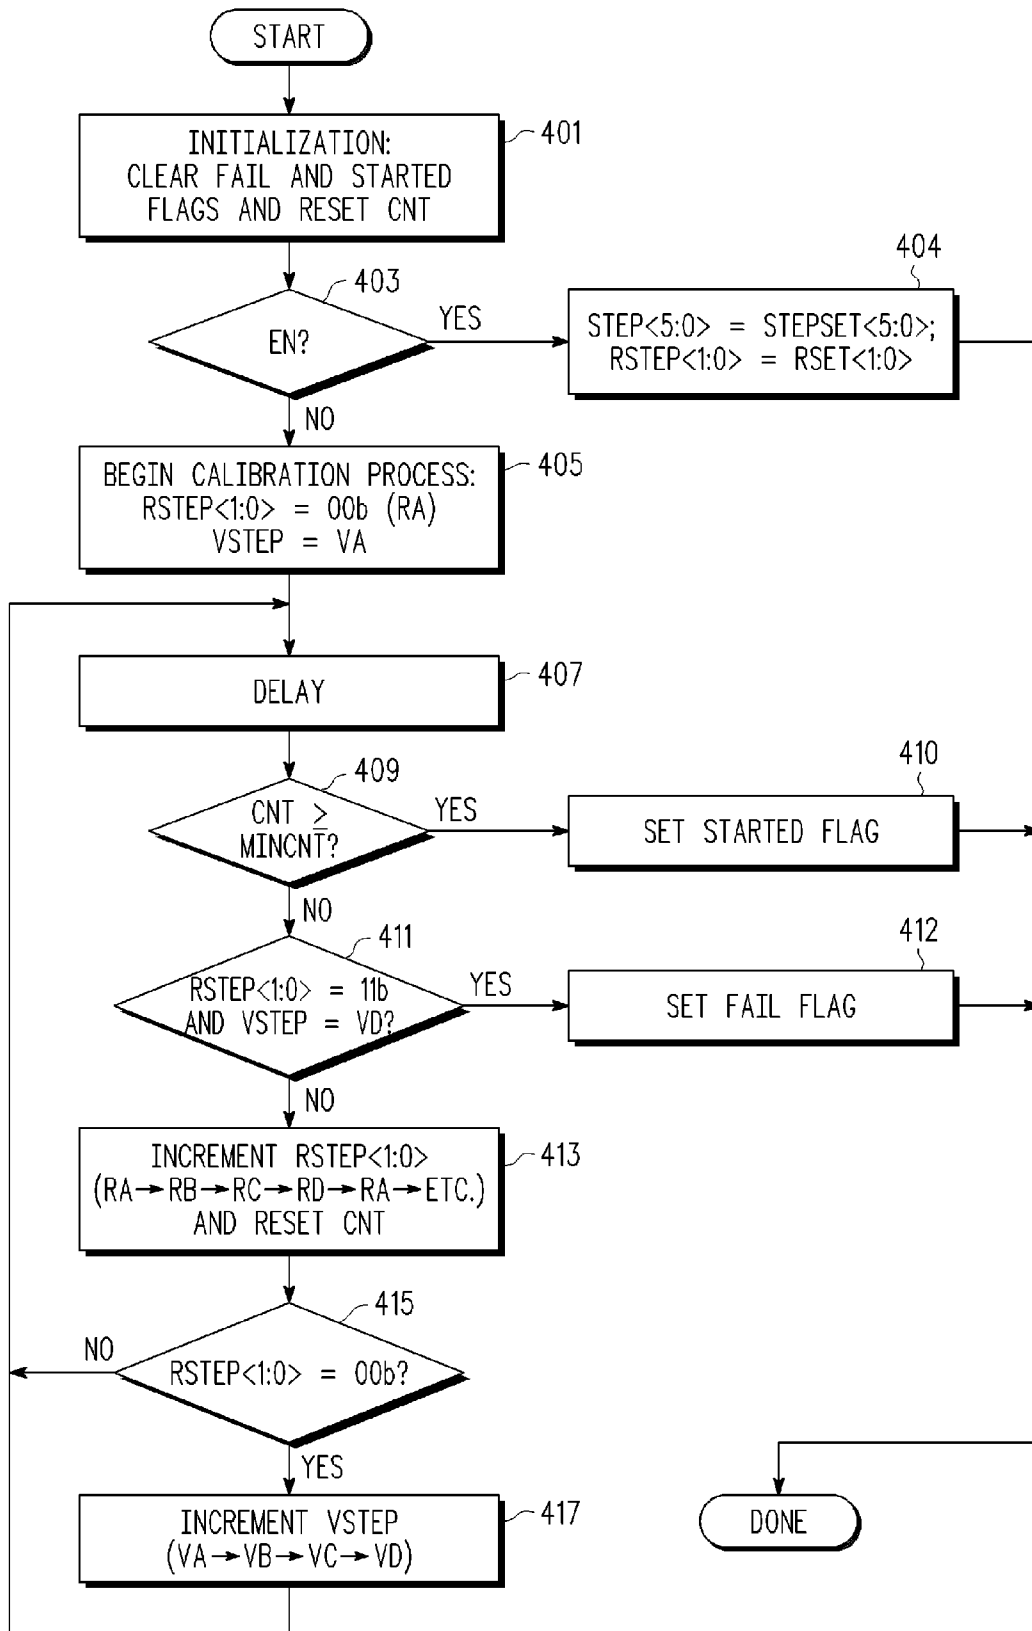 START
INITIALIZATION:
CLEAR FAIL AND STARTED
FLAGS AND RESET CNT
401
403
EN?
YES
NO
404
STEP<5:0> = STEPSET<5:0>;
RSTEP<1:0> = RSET<1:0>
BEGIN CALIBRATION PROCESS:
RSTEP<1:0> = 00b (RA)
VSTEP = VA
405
DELAY
407
409
CNT ≥
MINCNT?
YES
NO
410
SET STARTED FLAG
411
RSTEP<1:0> = 11b
AND VSTEP = VD?
YES
NO
412
SET FAIL FLAG
INCREMENT RSTEP<1:0>
(RA→RB→RC→RD→RA→ETC.)
AND RESET CNT
413
415
RSTEP<1:0> = 00b?
NO
YES
INCREMENT VSTEP
(VA→VB→VC→VD)
417
DONE